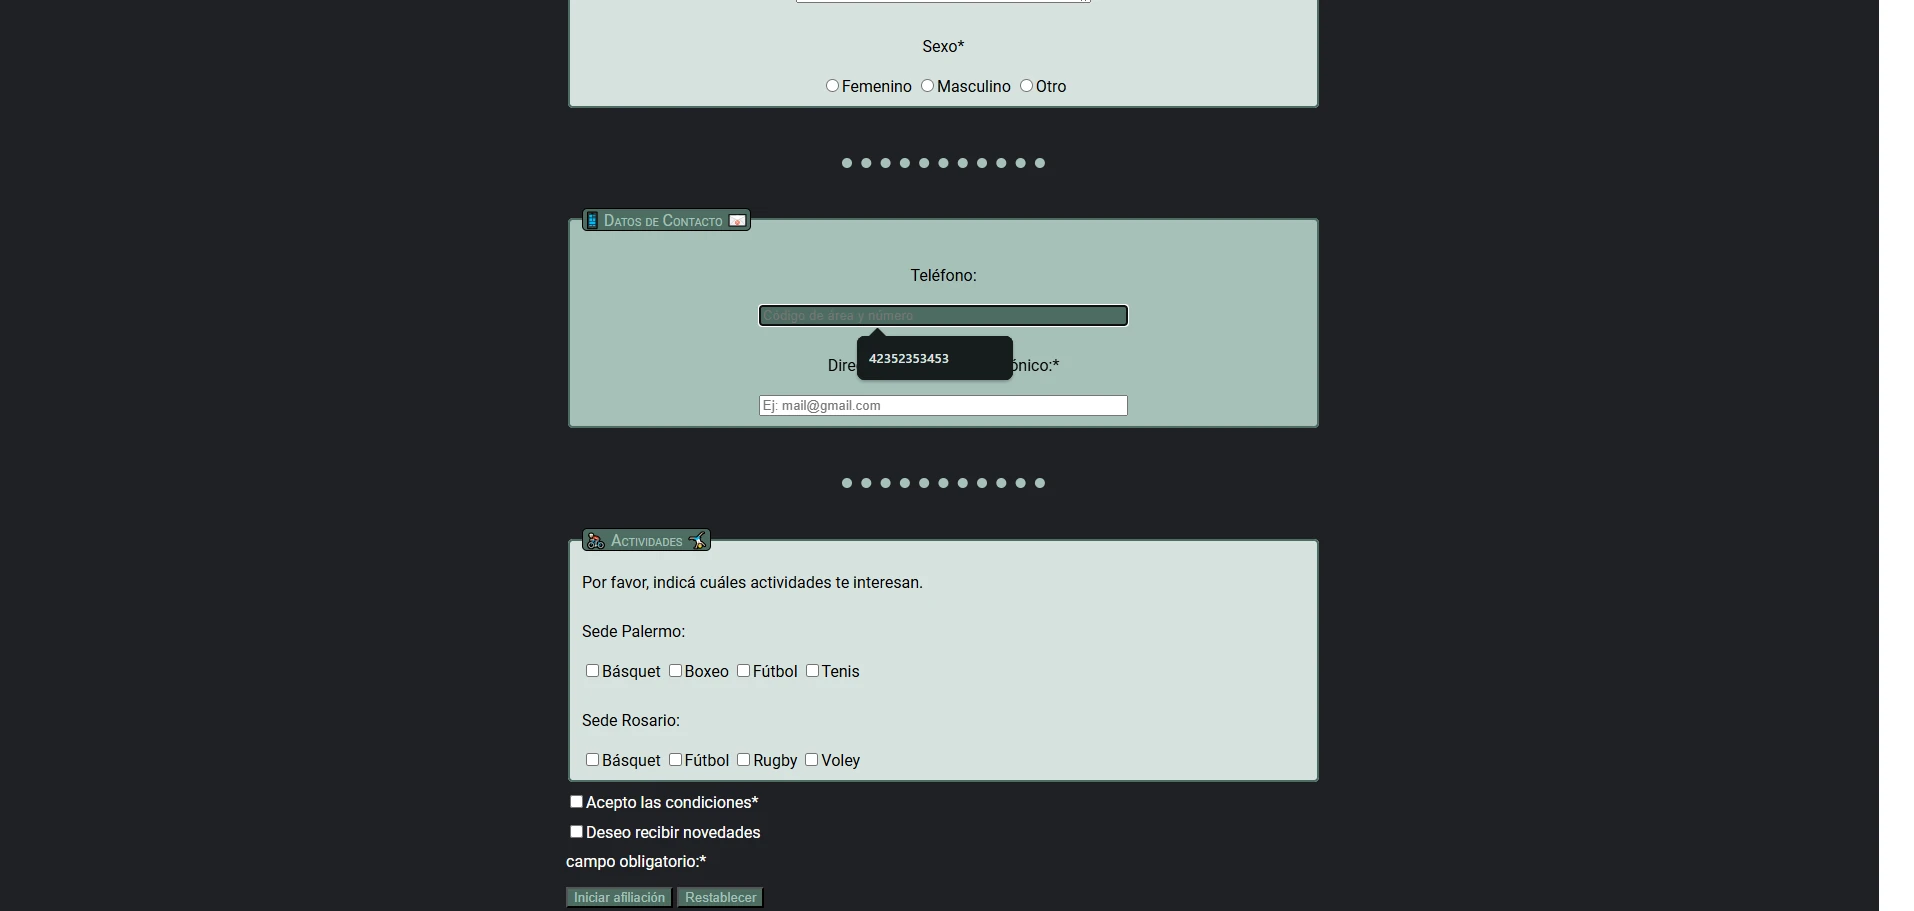 Sexo*
Femenino Masculino Otro
Datos de Contacto
Teléfono:
Código de área y número
42352353453
Dire ónico:*
Ej: mail@gmail.com
Actividades
Por favor, indicá cuáles actividades te interesan.
Sede Palermo:
Básquet Boxeo Fútbol Tenis
Sede Rosario:
Básquet Fútbol Rugby Voley
Acepto las condiciones*
Deseo recibir novedades
campo obligatorio:*
Iniciar afiliación Restablecer